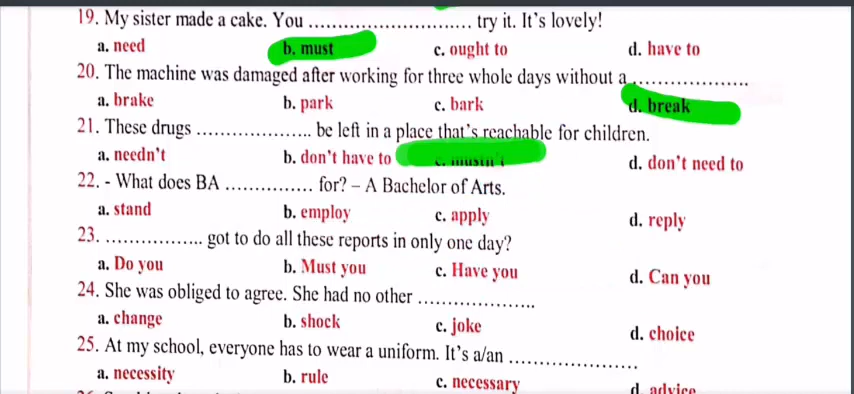 19. My sister made a cake. You ............................ try it. It's lovely!
a. need b. must c. ought to d. have to
20. The machine was damaged after working for three whole days without a ....................
a. brake b. park c. bark d. break
21. These drugs .................... be left in a place that's reachable for children.
a. needn't b. don't have to c. mustn't d. don't need to
22. - What does BA ............... for? – A Bachelor of Arts.
a. stand b. employ c. apply d. reply
23. ................. got to do all these reports in only one day?
a. Do you b. Must you c. Have you d. Can you
24. She was obliged to agree. She had no other ....................
a. change b. shock c. joke d. choice
25. At my school, everyone has to wear a uniform. It's a/an ......................
a. necessity b. rule c. necessary d. advice